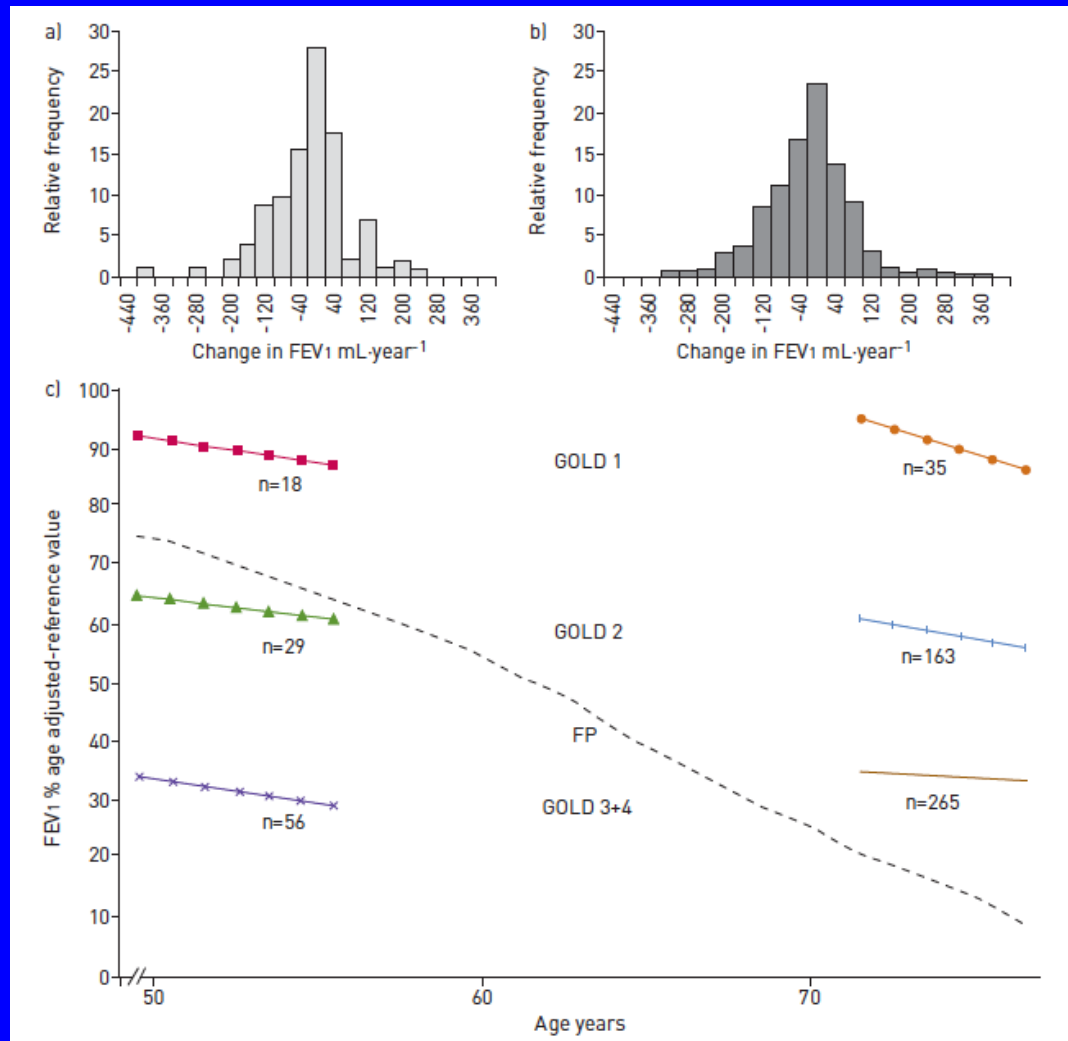 a)
30
25
20
15
10
5
0
Relative frequency
-440
-360
-280
-200
-120
-40
40
120
200
280
360
Change in FEV1 mL·year-1
b)
30
25
20
15
10
5
0
Relative frequency
-440
-360
-280
-200
-120
-40
40
120
200
280
360
Change in FEV1 mL·year-1
c)
100
90
80
70
60
50
40
30
20
10
0
FEV1 % age adjusted-reference value
n=18
GOLD 1
n=35
n=29
GOLD 2
n=163
FP
n=56
GOLD 3+4
n=265
50
60
70
Age years